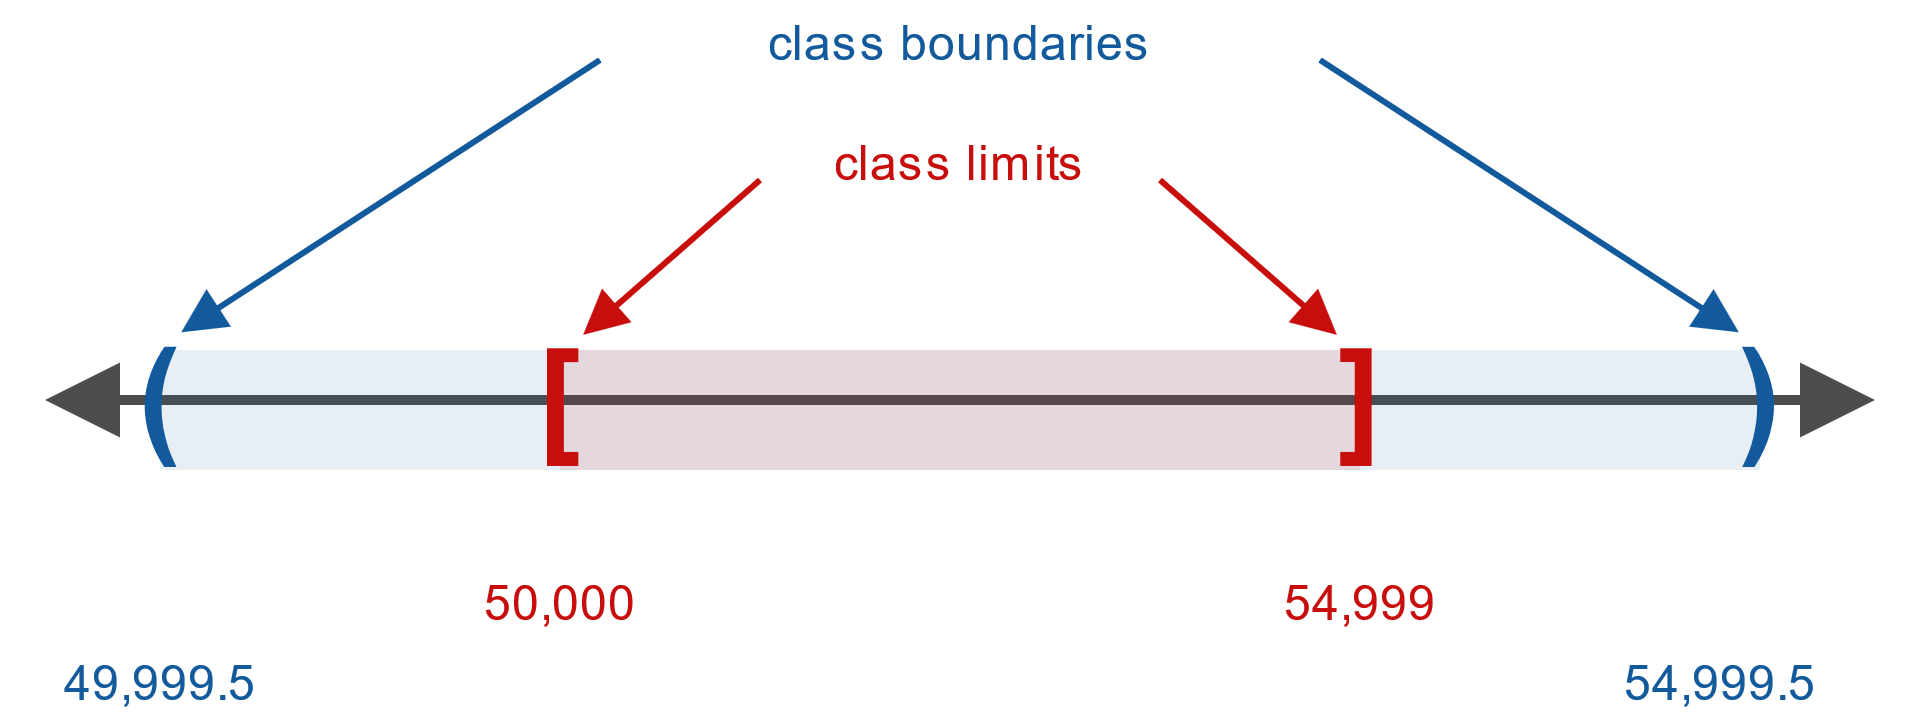 class boundaries
class limits
( [ ] )
50,000 54,999
49,999.5 54,999.5